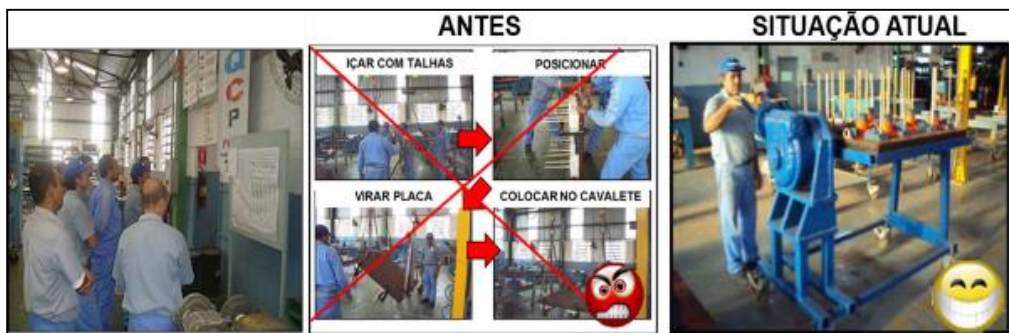 ANTES
SITUAÇÃO ATUAL
IÇAR COM TALHAS
POSICIONAR
VIRAR PLACA
COLOCAR NO CAVALETE
Q
C
P